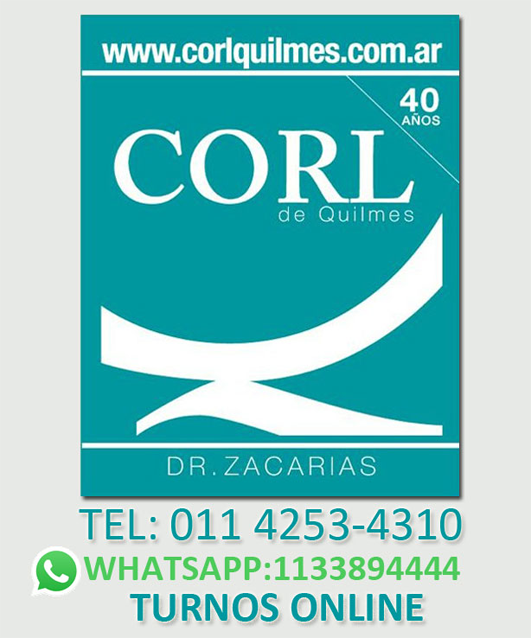 www.corlquilmes.com.ar
40
AÑOS
CORL
de Quilmes
DR. ZACARIAS
TEL: 011 4253-4310
WHATSAPP:1133894444
TURNOS ONLINE